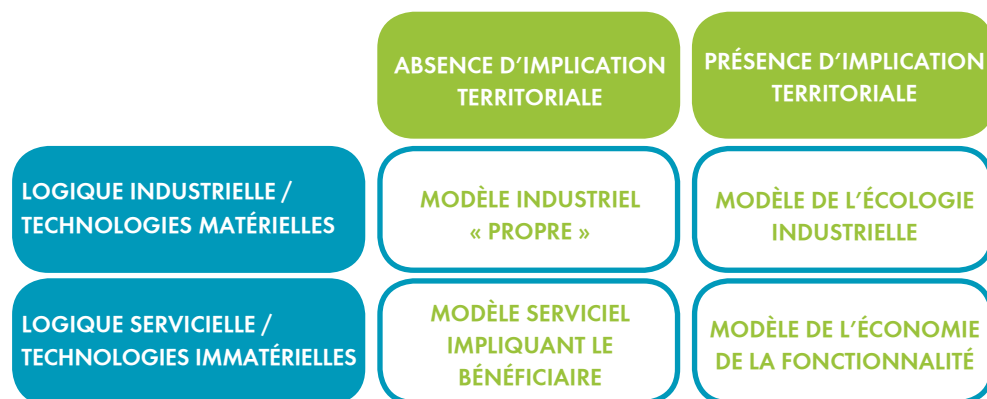 ABSENCE D’IMPLICATION
TERRITORIALE
PRÉSENCE D’IMPLICATION
TERRITORIALE
LOGIQUE INDUSTRIELLE /
TECHNOLOGIES MATÉRIELLES
MODÈLE INDUSTRIEL
« PROPRE »
MODÈLE DE L’ÉCOLOGIE
INDUSTRIELLE
LOGIQUE SERVICIELLE /
TECHNOLOGIES IMMATÉRIELLES
MODÈLE SERVICIEL
IMPLIQUANT LE
BÉNÉFICIAIRE
MODÈLE DE L’ÉCONOMIE
DE LA FONCTIONNALITÉ